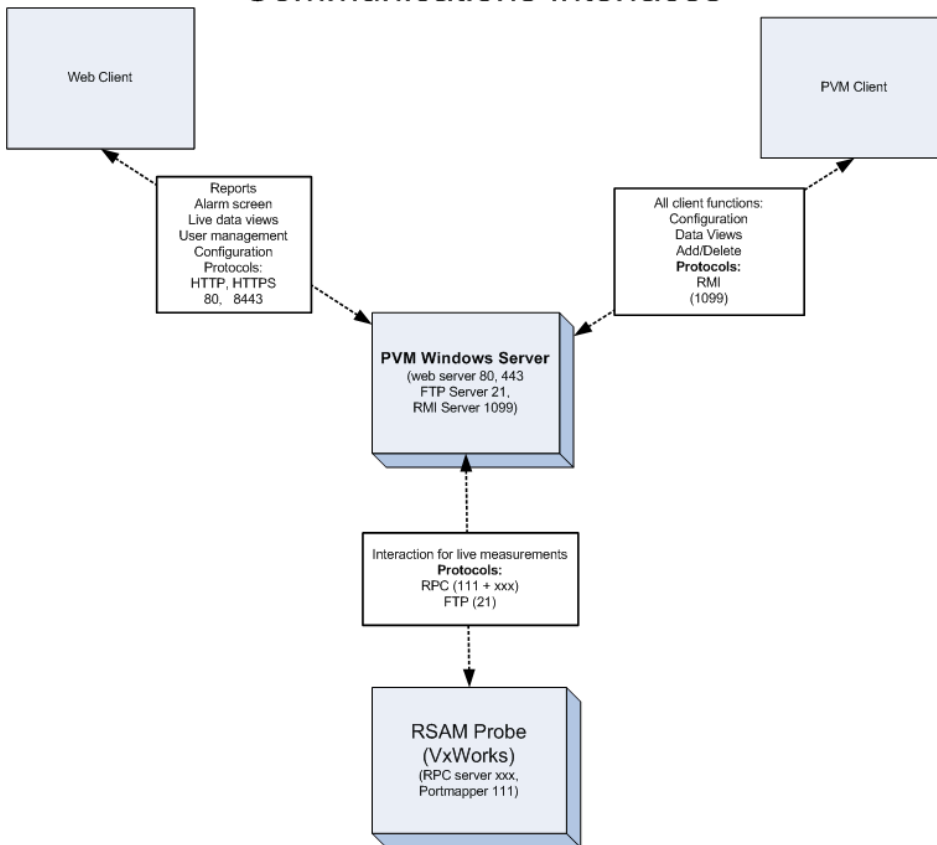 Communications Interfaces
Web Client
PVM Client
Reports
Alarm screen
Live data views
User management
Configuration
Protocols:
HTTP, HTTPS
80, 8443
All client functions:
Configuration
Data Views
Add/Delete
Protocols:
RMI
(1099)
PVM Windows Server
(web server 80, 443
FTP Server 21,
RMI Server 1099)
Interaction for live measurements
Protocols:
RPC (111 + xxx)
FTP (21)
RSAM Probe
(VxWorks)
(RPC server xxx,
Portmapper 111)